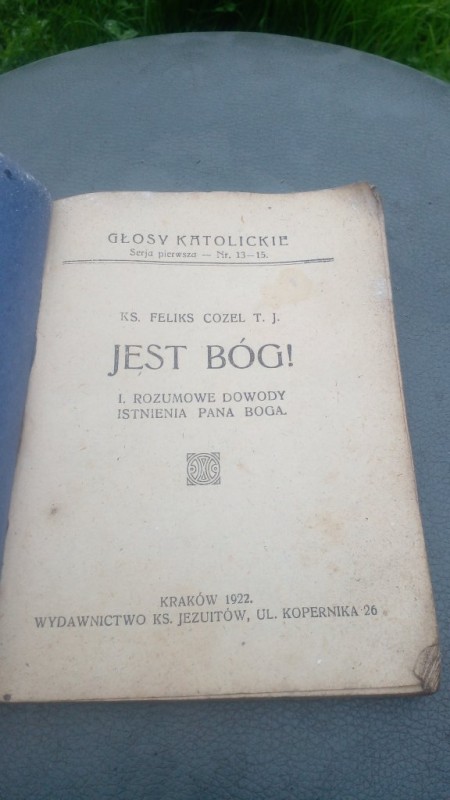 GŁOSY KATOLICKIE
Serja pierwsza — Nr. 13—15.
KS. FELIKS COZEL T. J.
JEST BÓG!
I. ROZUMOWE DOWODY
ISTNIENIA PANA BOGA.
KRAKÓW 1922.
WYDAWNICTWO KS. JEZUITÓW, UL. KOPERNIKA 26